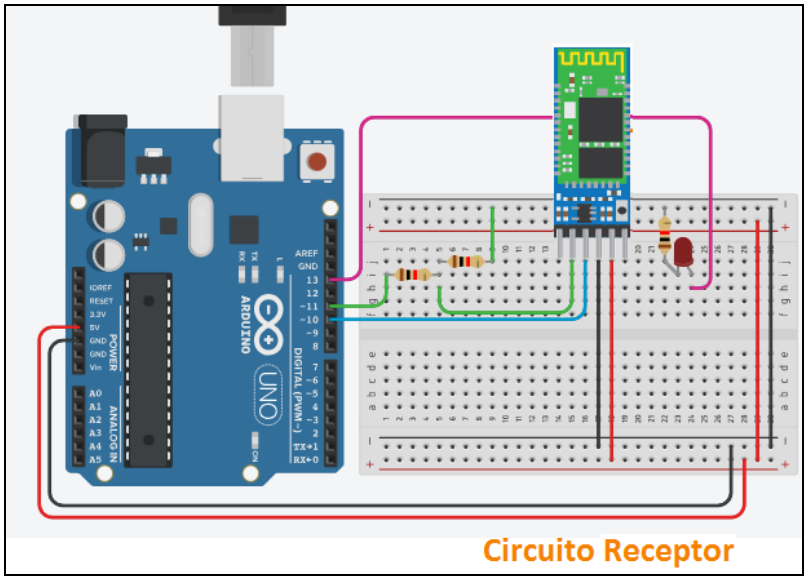 AREF
GND
13
12
~11
~10
~9
8
7
~6
~5
4
~3
2
TX→1
RX←0
DIGITAL (PWM~)
RX
TX
L
ARDUINO
UNO
ON
IOREF
RESET
3.3V
5V
GND
GND
Vin
POWER
A0
A1
A2
A3
A4
A5
ANALOG IN
Circuito Receptor